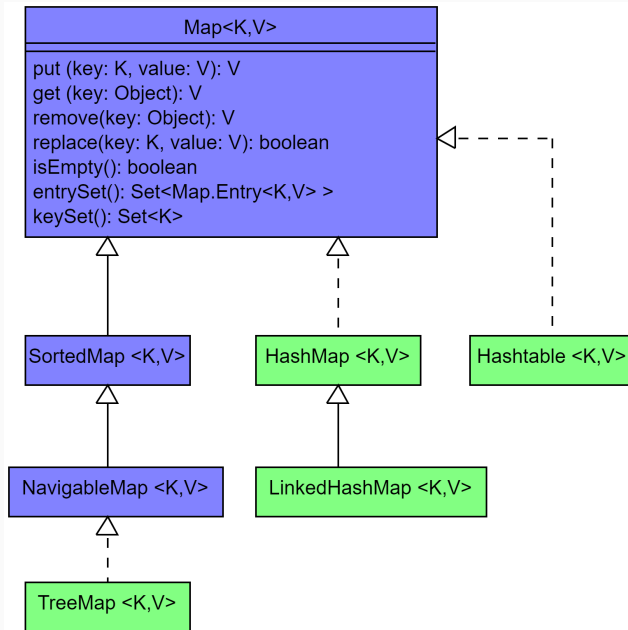 Map<K,V>
put (key: K, value: V): V
get (key: Object): V
remove(key: Object): V
replace(key: K, value: V): boolean
isEmpty(): boolean
entrySet(): Set<Map.Entry<K,V> >
keySet(): Set<K>
SortedMap <K,V>
HashMap <K,V>
Hashtable <K,V>
NavigableMap <K,V>
LinkedHashMap <K,V>
TreeMap <K,V>